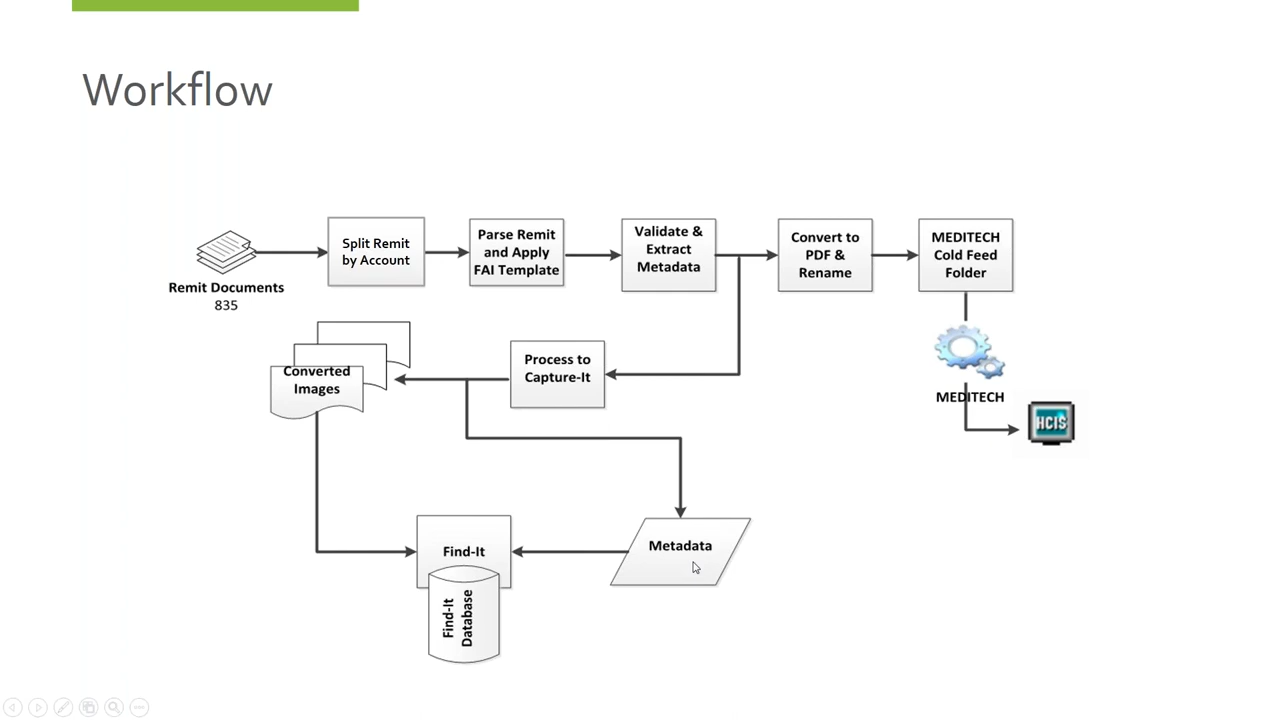 Workflow
Remit Documents
835
Split Remit
by Account
Parse Remit
and Apply
FAI Template
Validate &
Extract
Metadata
Convert to
PDF &
Rename
MEDITECH
Cold Feed
Folder
MEDITECH
HCIS
Process to
Capture-It
Converted
Images
Metadata
Find-It
Find-It
Database